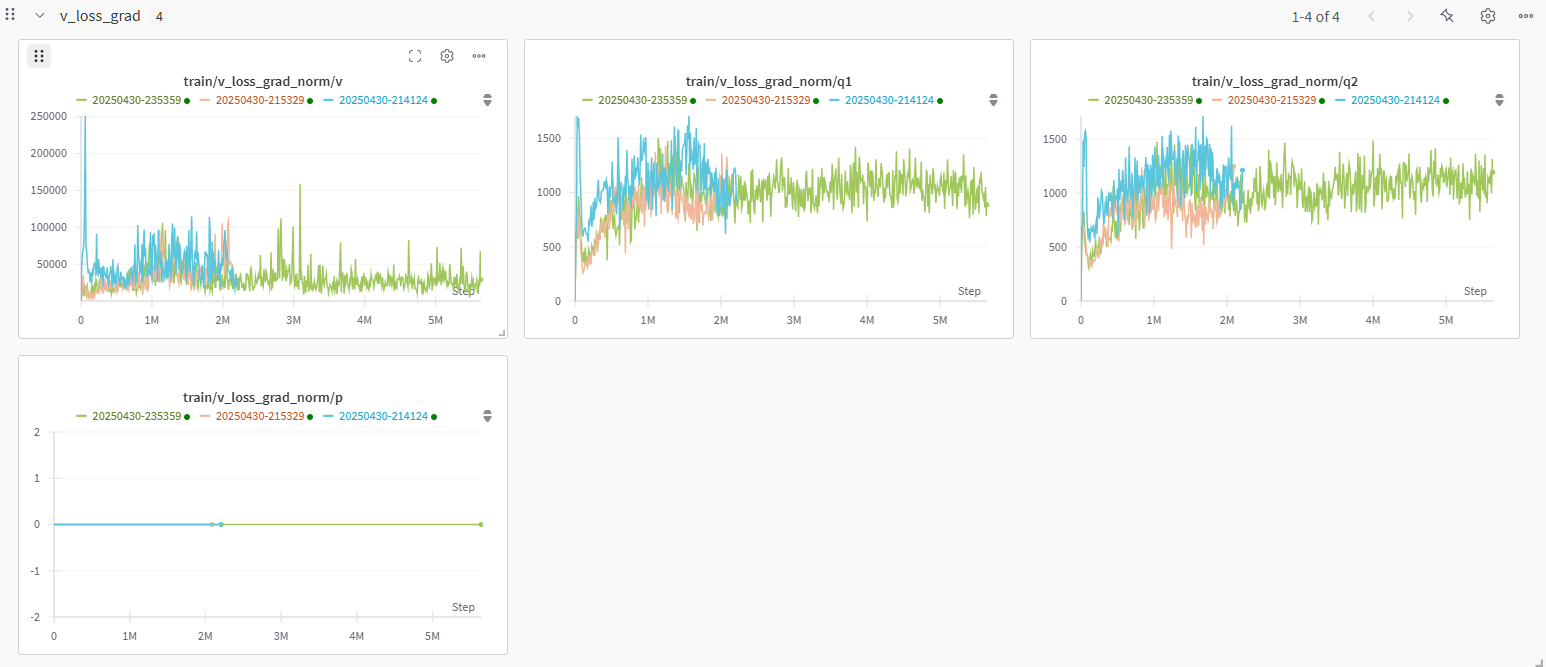 v_loss_grad 4 1-4 of 4
train/v_loss_grad_norm/v
20250430-235359 20250430-215329 20250430-214124
250000
200000
150000
100000
50000
Step
0 1M 2M 3M 4M 5M
train/v_loss_grad_norm/q1
20250430-235359 20250430-215329 20250430-214124
1500
1000
500
0
Step
0 1M 2M 3M 4M 5M
train/v_loss_grad_norm/q2
20250430-235359 20250430-215329 20250430-214124
1500
1000
500
0
Step
0 1M 2M 3M 4M 5M
train/v_loss_grad_norm/p
20250430-235359 20250430-215329 20250430-214124
2
1
0
-1
-2
Step
0 1M 2M 3M 4M 5M